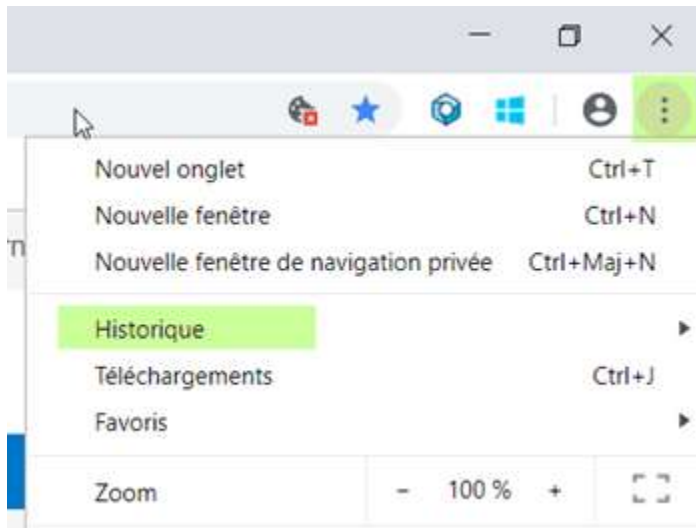 Nouvel onglet Ctrl+T
Nouvelle fenêtre Ctrl+N
Nouvelle fenêtre de navigation privée Ctrl+Maj+N
Historique
Téléchargements Ctrl+J
Favoris
Zoom - 100 % +